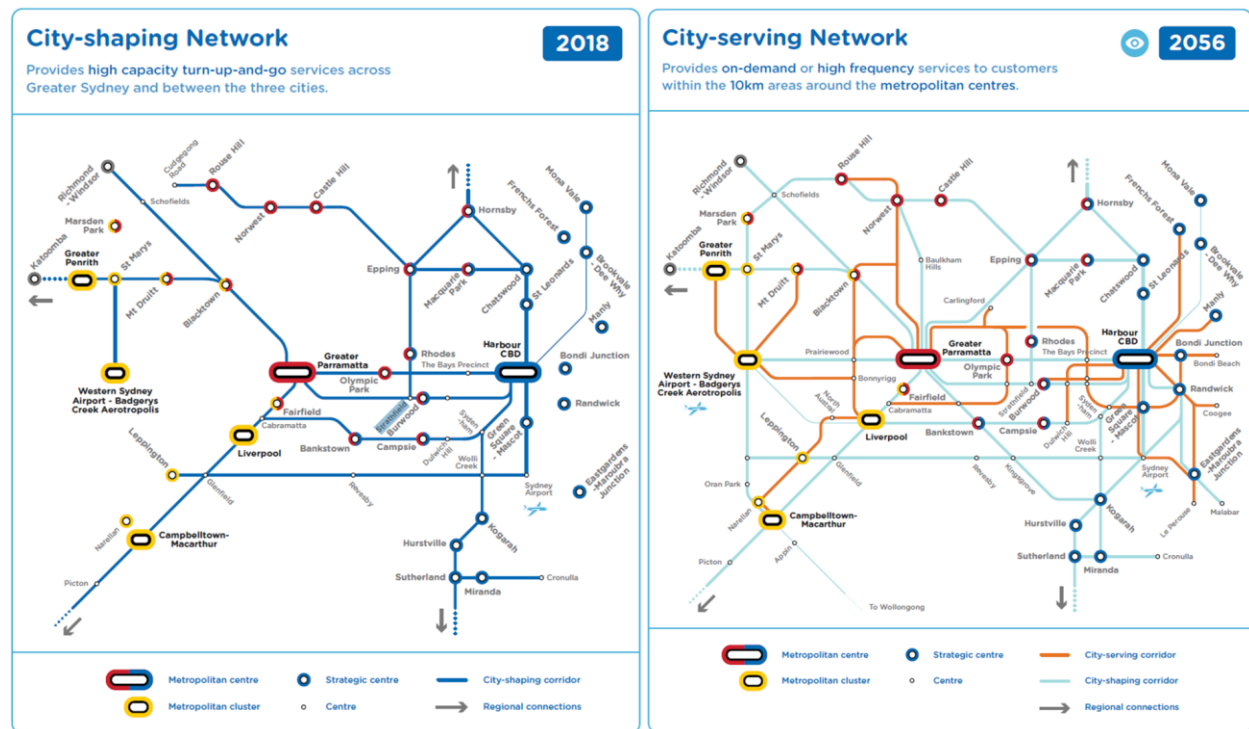 City-shaping Network
2018
Provides high capacity turn-up-and-go services across
Greater Sydney and between the three cities.
Richmond
- Windsor
Cudgegong
Road
Rouse Hill
Schofields
Norwest
Castle Hill
Marsden
Park
Katoomba
Greater
Penrith
St Marys
Mt Druitt
Blacktown
Hornsby
Frenchs Forest
Mona Vale
Epping
Macquarie
Park
Chatswood
St Leonards
Brookvale
- Dee Why
Manly
Western Sydney
Airport - Badgerys
Creek Aerotropolis
Greater
Parramatta
Rhodes
The Bays Precinct
Harbour
CBD
Olympic
Park
Bondi Junction
Fairfield
Cabramatta
Strathfield
Burwood
Randwick
Liverpool
Bankstown
Campsie
Dulwich
Hill
Syden
-ham
Green
Square
- Mascot
Wolli
Creek
Leppington
Glenfield
Revesby
Sydney
Airport
Eastgardens
-Maroubra
Junction
Narellan
Campbelltown-
Macarthur
Kogarah
Hurstville
Sutherland
Miranda
Cronulla
Picton
Metropolitan centre
Strategic centre
City-shaping corridor
Metropolitan cluster
Centre
Regional connections
City-serving Network
2056
Provides on-demand or high frequency services to customers
within the 10km areas around the metropolitan centres.
Richmond
- Windsor
Rouse Hill
Castle Hill
Norwest
Marsden
Park
Katoomba
Greater
Penrith
St Marys
Mt Druitt
Blacktown
Baulkham
Hills
Hornsby
Frenchs Forest
Mona Vale
Epping
Macquarie
Park
Chatswood
St Leonards
Brookvale
- Dee Why
Manly
Carlingford
Western Sydney
Airport - Badgerys
Creek Aerotropolis
Prairiewood
Greater
Parramatta
Rhodes
The Bays Precinct
Harbour
CBD
Olympic
Park
Bondi Junction
Bondi Beach
Bonnyrigg
Fairfield
Cabramatta
North
Austral
Strathfield
Burwood
Randwick
Coogee
Leppington
Liverpool
Bankstown
Campsie
Dulwich
Hill
Syden
-ham
Green
Square
- Mascot
Wolli
Creek
Oran Park
Glenfield
Revesby
Kingsgrove
Sydney
Airport
Eastgardens
-Maroubra
Junction
Narellan
Campbelltown-
Macarthur
Kogarah
Le Perouse
Malabar
Hurstville
Sutherland
Miranda
Cronulla
Picton
Appin
To Wollongong
Metropolitan centre
Strategic centre
City-serving corridor
Metropolitan cluster
Centre
City-shaping corridor
Regional connections